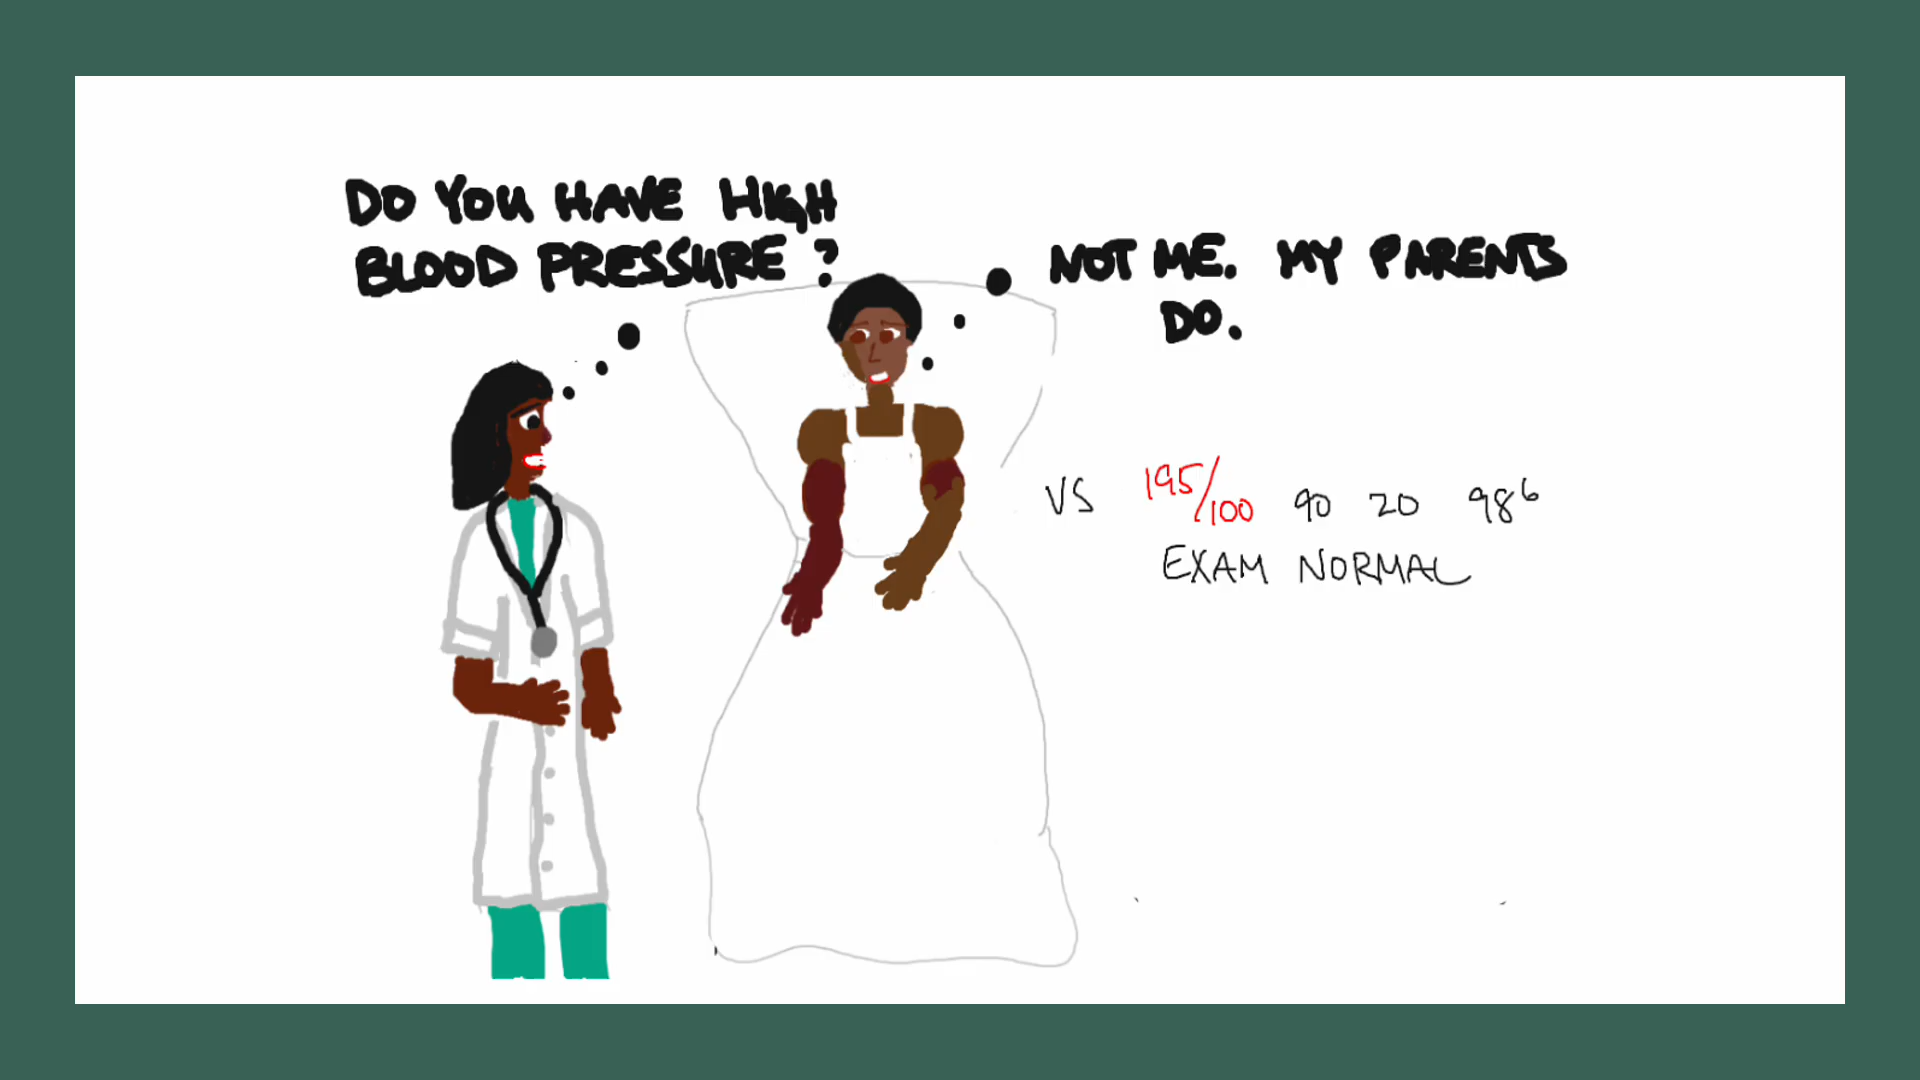 DO YOU HAVE HIGH
BLOOD PRESSURE?
NOT ME. MY PARENTS
DO.
VS 195/100 90 20 98⁶
EXAM NORMAL